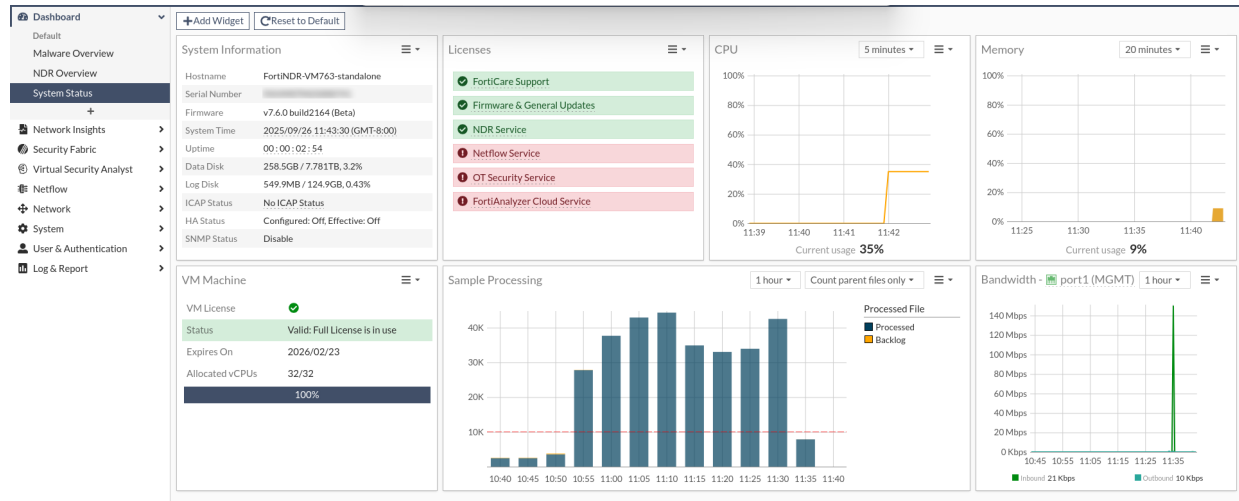 Dashboard
Default
Malware Overview
NDR Overview
System Status
+
Network Insights
Security Fabric
Virtual Security Analyst
Netflow
Network
System
User & Authentication
Log & Report
+Add Widget
Reset to Default
System Information
Hostname FortiNDR-VM763-standalone
Serial Number
Firmware v7.6.0 build2164 (Beta)
System Time 2025/09/26 11:43:30 (GMT-8:00)
Uptime 00 : 00 : 02 : 54
Data Disk 258.5GB / 7.781TB, 3.2%
Log Disk 549.9MB / 124.9GB, 0.43%
ICAP Status No ICAP Status
HA Status Configured: Off, Effective: Off
SNMP Status Disable
Licenses
FortiCare Support
Firmware & General Updates
NDR Service
Netflow Service
OT Security Service
FortiAnalyzer Cloud Service
CPU 5 minutes
100%
80%
60%
40%
20%
0%
11:39 11:40 11:41 11:42
Current usage 35%
Memory 20 minutes
100%
80%
60%
40%
20%
0%
11:25 11:30 11:35 11:40
Current usage 9%
VM Machine
VM License
Status Valid: Full License is in use
Expires On 2026/02/23
Allocated vCPUs 32/32
100%
Sample Processing 1 hour Count parent files only
40K
30K
20K
10K
10:40 10:45 10:50 10:55 11:00 11:05 11:10 11:15 11:20 11:25 11:30 11:35 11:40
Processed File
Processed
Backlog
Bandwidth - port1 (MGMT) 1 hour
140 Mbps
120 Mbps
100 Mbps
80 Mbps
60 Mbps
40 Mbps
20 Mbps
0 Kbps
10:45 10:55 11:05 11:15 11:25 11:35
Inbound 21 Kbps Outbound 10 Kbps